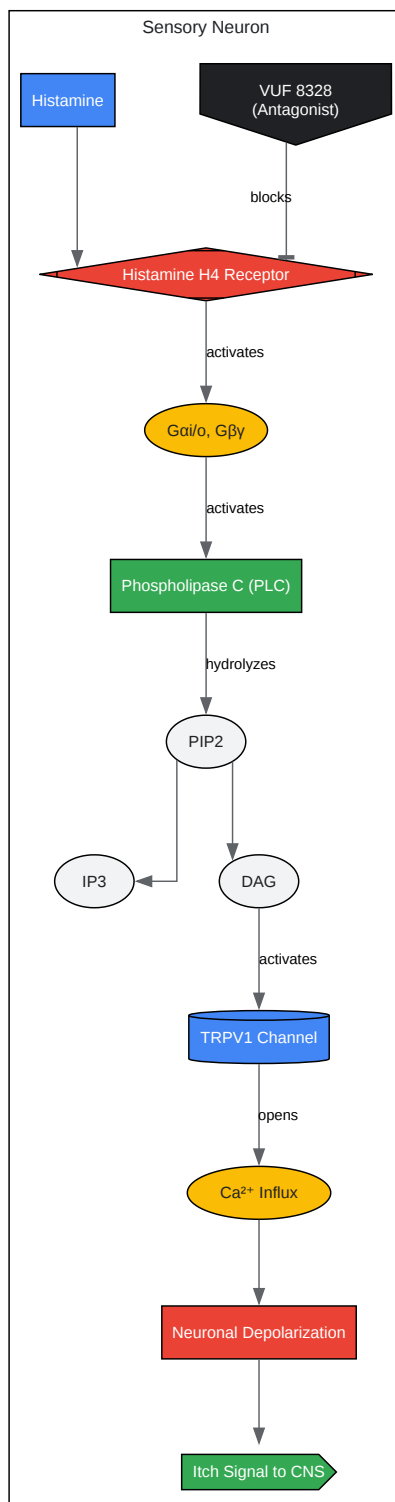 Sensory Neuron
Histamine
VUF 8328
(Antagonist)
blocks
Histamine H4 Receptor
activates
Gαi/o, Gβγ
activates
Phospholipase C (PLC)
hydrolyzes
PIP2
IP3
DAG
activates
TRPV1 Channel
opens
Ca²⁺ Influx
Neuronal Depolarization
Itch Signal to CNS